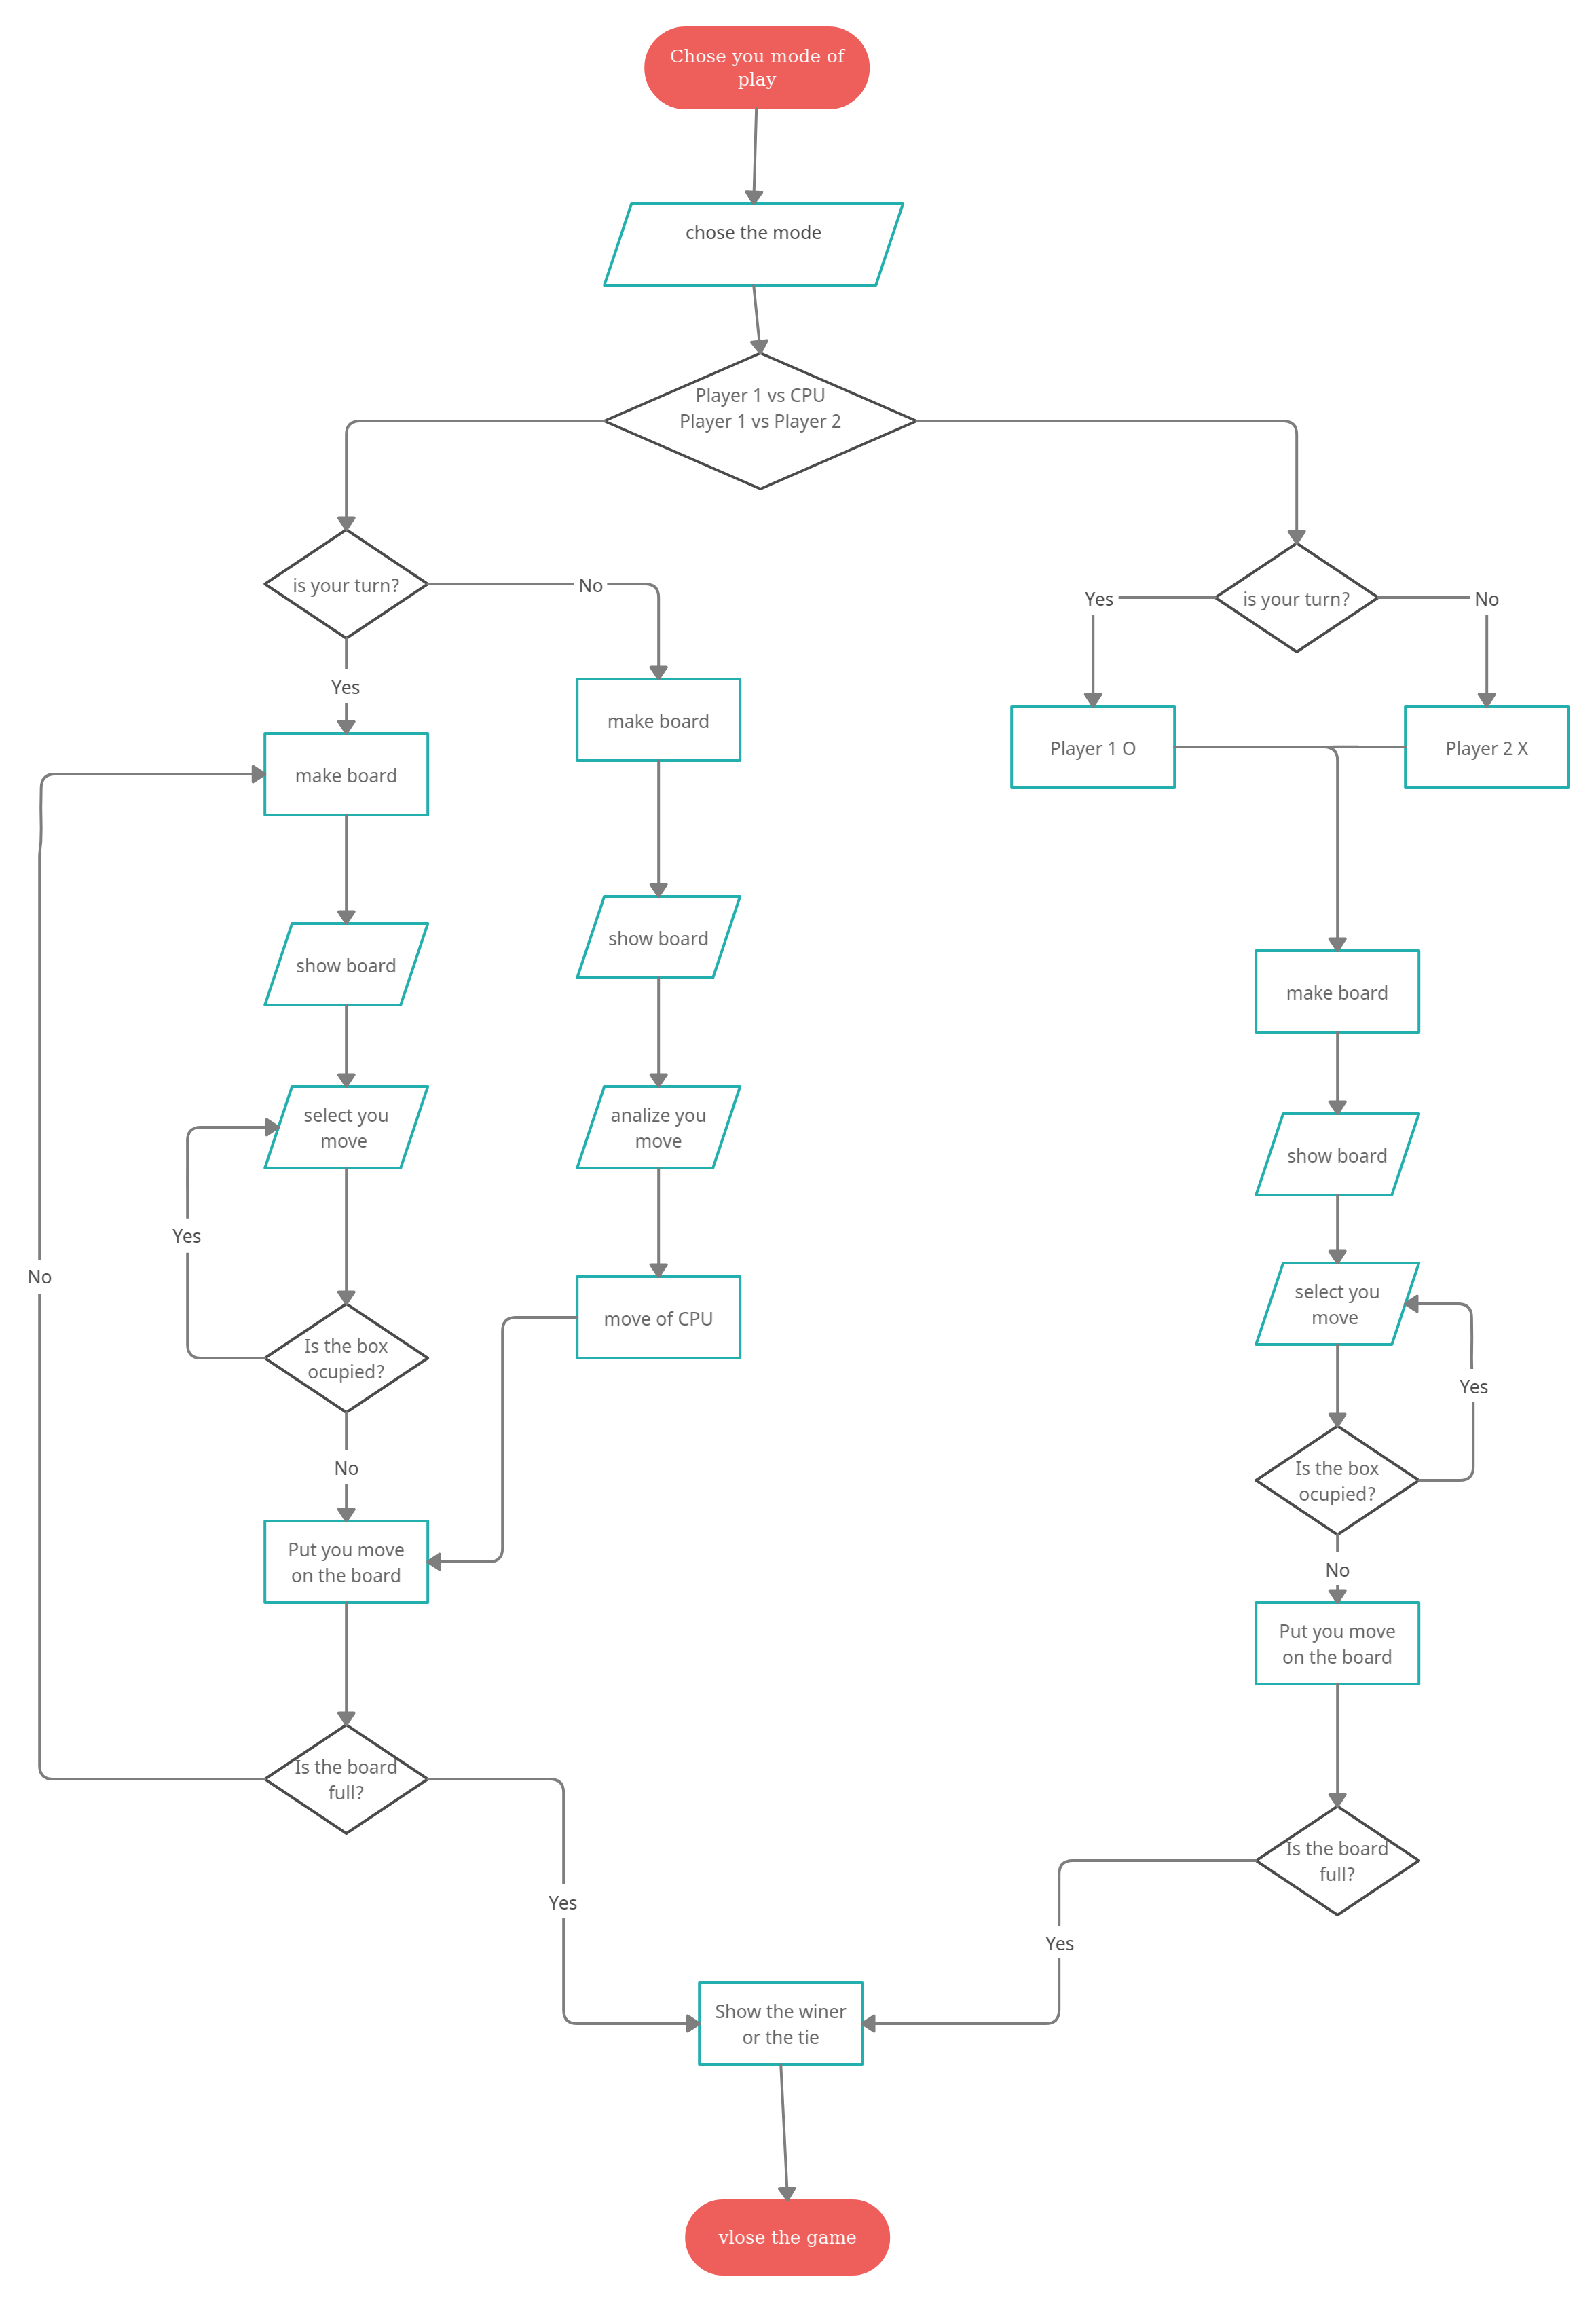 Chose you mode of
play
chose the mode
Player 1 vs CPU
Player 1 vs Player 2
is your turn?
No
Yes
make board
make board
show board
show board
select you
move
analize you
move
Yes
No
Is the box
ocupied?
move of CPU
No
Put you move
on the board
Is the board
full?
Yes
is your turn?
Yes
No
Player 1 O
Player 2 X
make board
show board
select you
move
Yes
Is the box
ocupied?
No
Put you move
on the board
Is the board
full?
Yes
Show the winer
or the tie
vlose the game